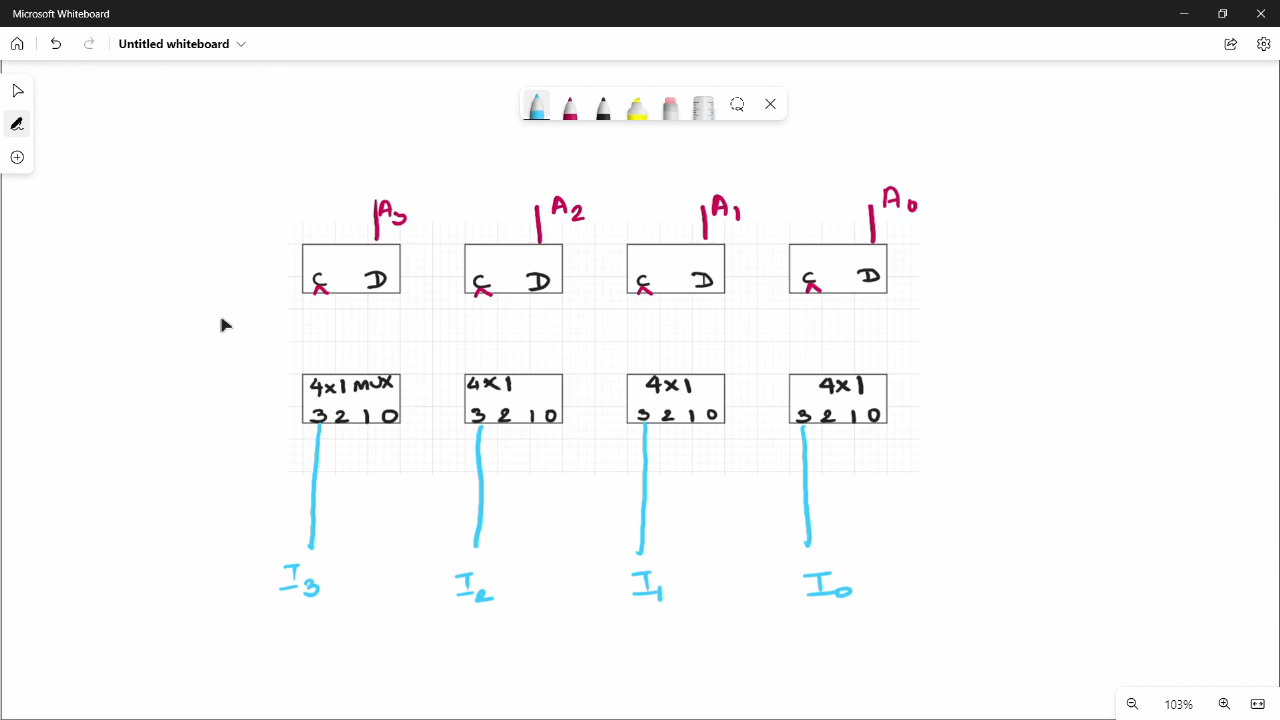 Microsoft Whiteboard
Untitled whiteboard
A3 A2 A1 A0
C D C D C D C D
4x1 MUX 4x1 4x1 4x1
3 2 1 0 3 2 1 0 3 2 1 0 3 2 1 0
I3 I2 I1 I0
103%